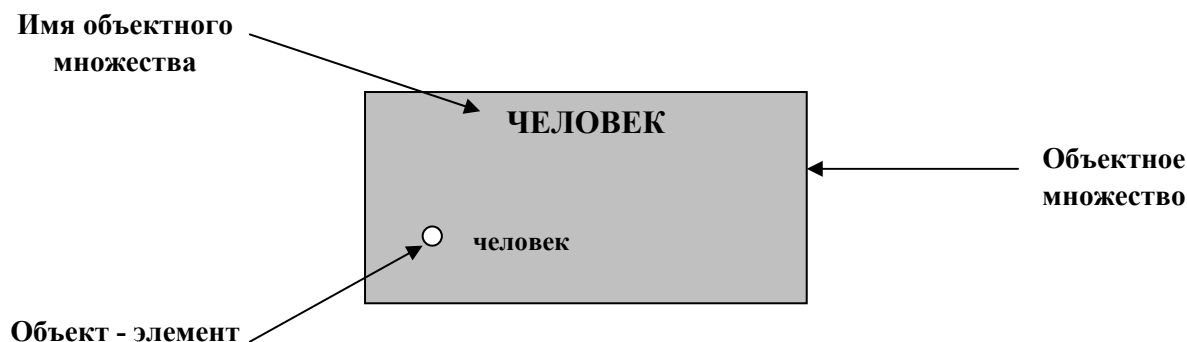 Имя объектного
множества
ЧЕЛОВЕК
Объектное
множество
человек
Объект - элемент